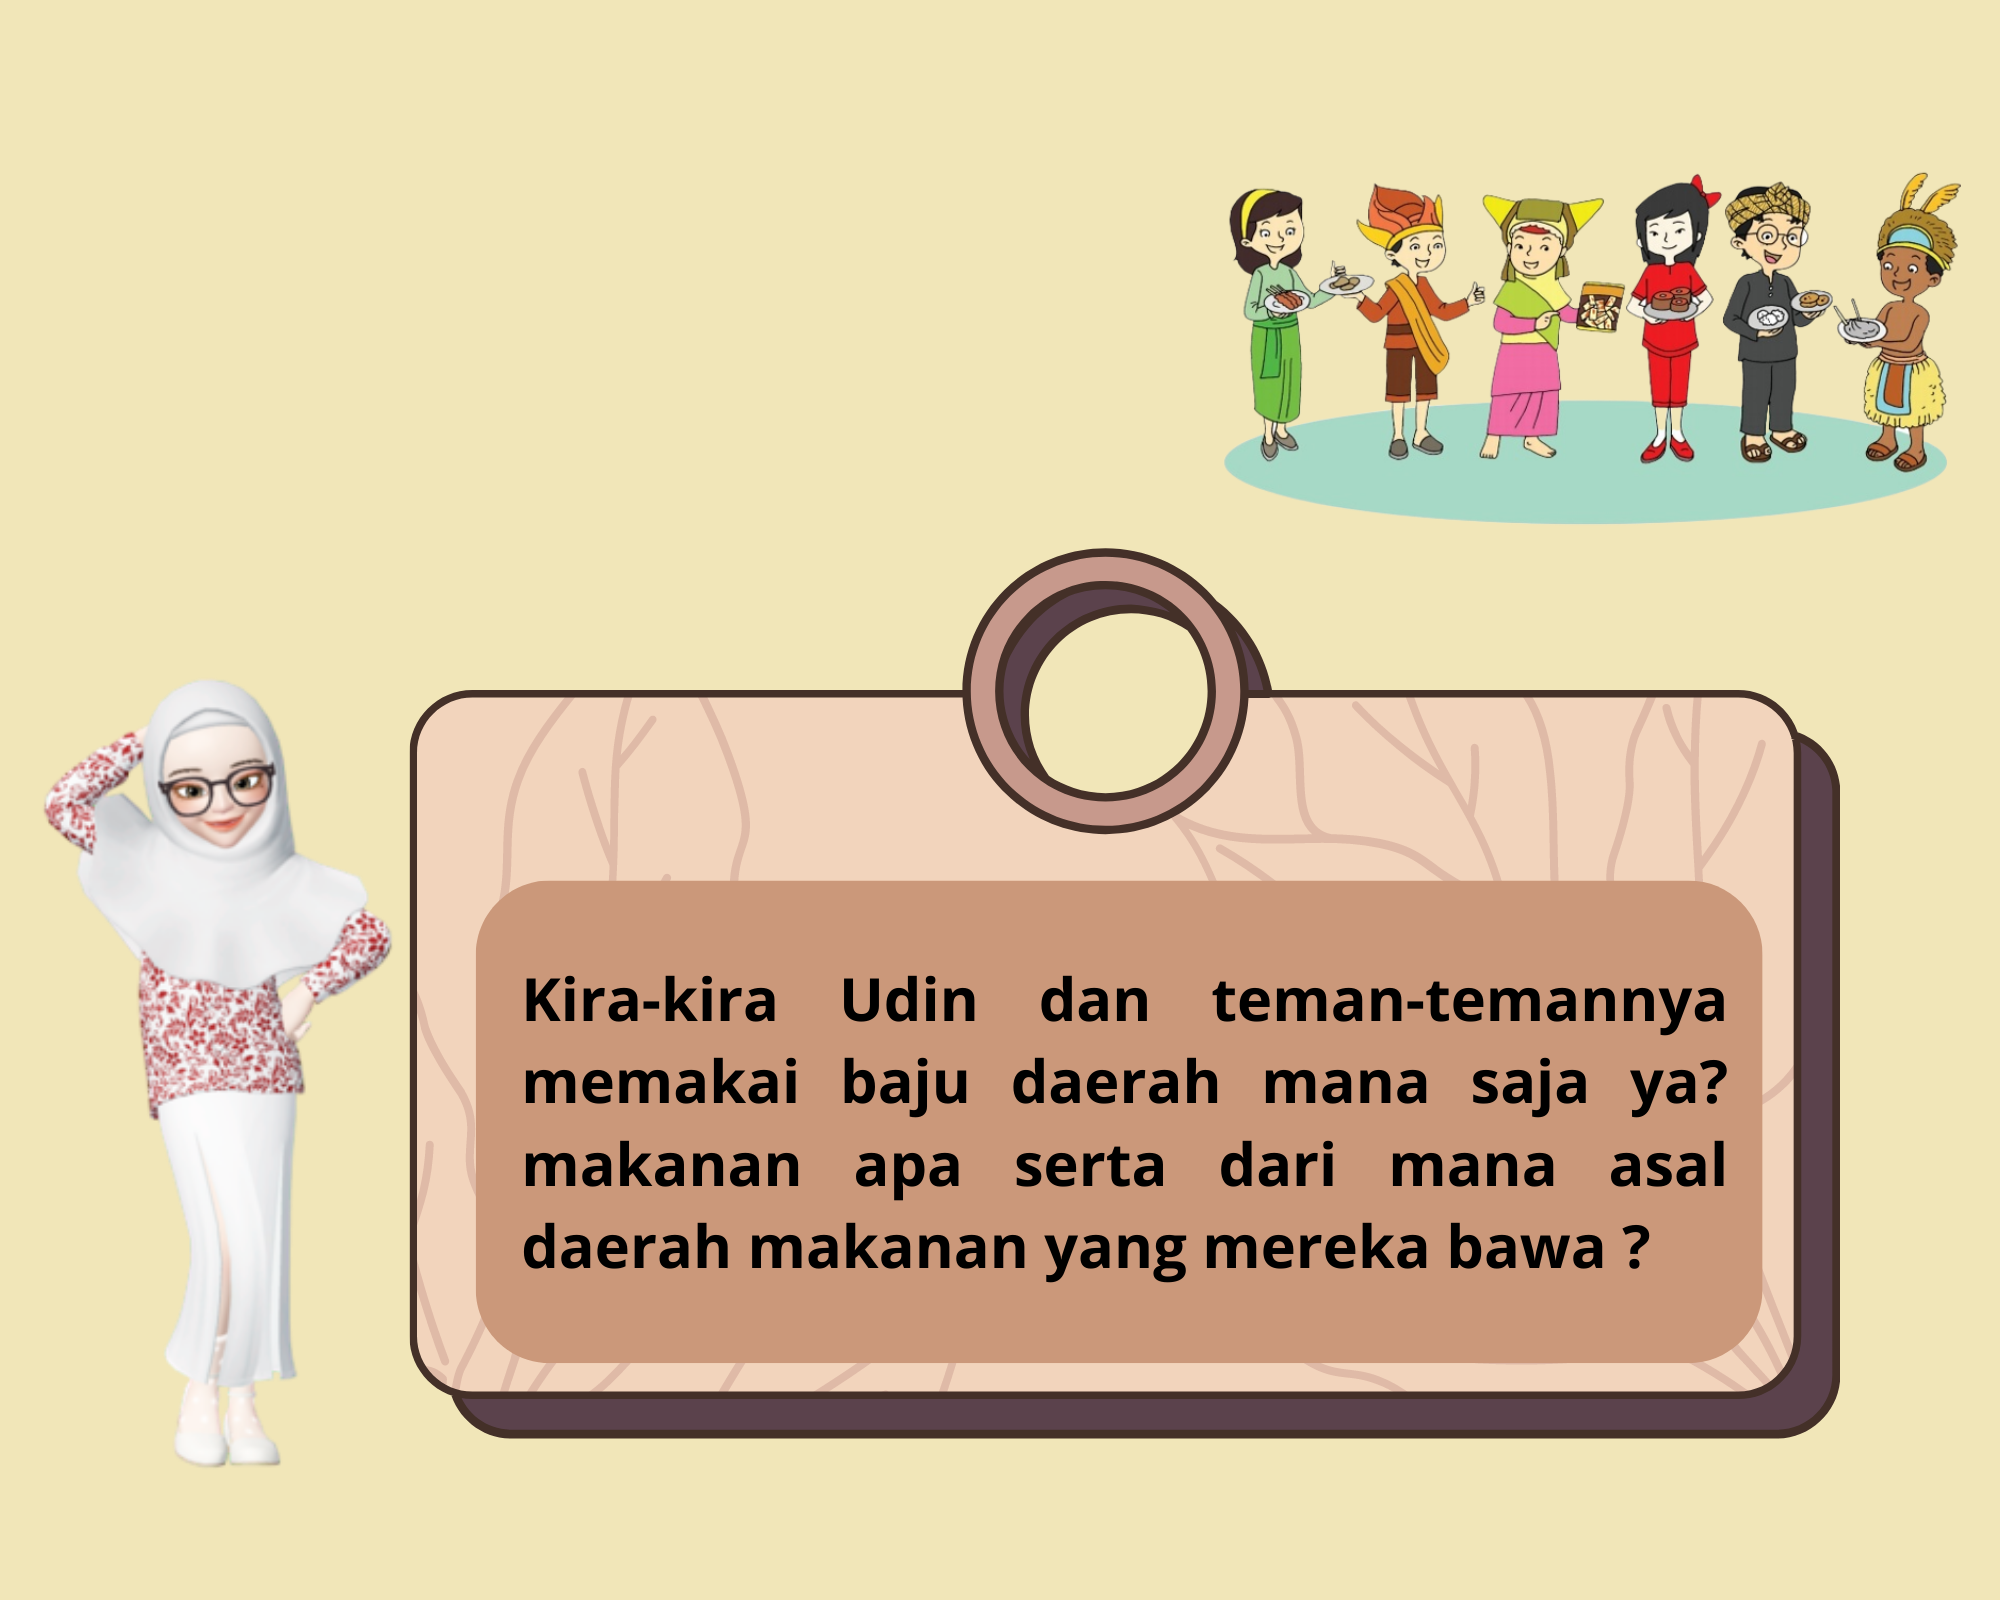 Kira-kira Udin dan teman-temannya
memakai baju daerah mana saja ya?
makanan apa serta dari mana asal
daerah makanan yang mereka bawa ?